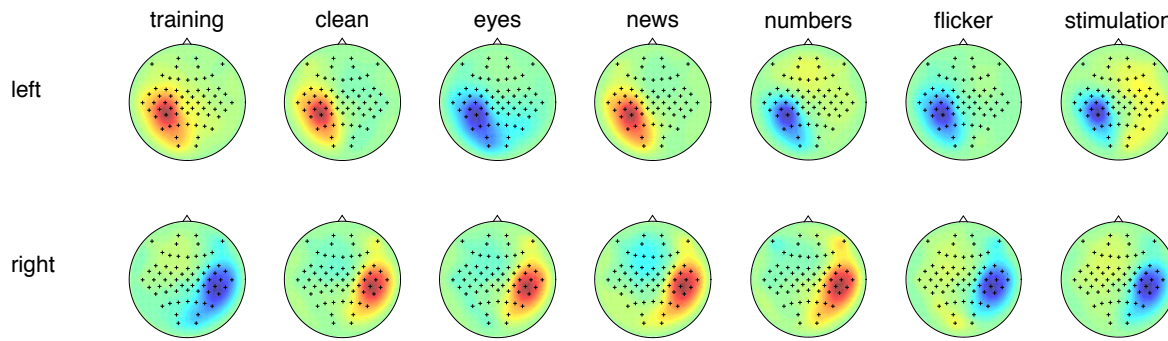 training clean eyes news numbers flicker stimulation
left
right